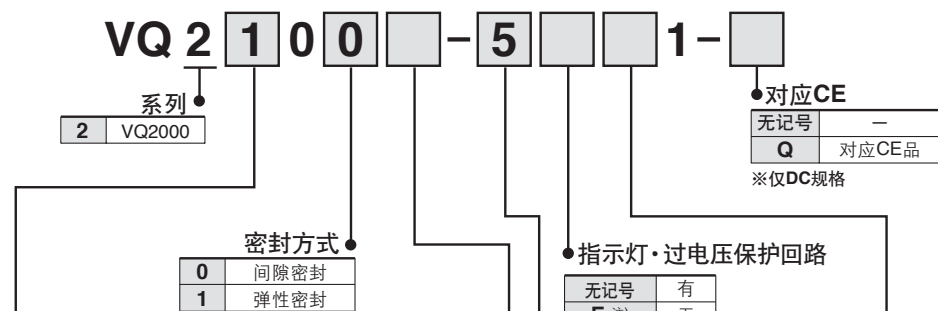 VQ 2 1 0 0 - 5 1 -
系列
2 VQ2000
对应CE
无记号 －
Q 对应CE品
※仅DC规格
密封方式
0 间隙密封
1 弹性密封
指示灯・过电压保护回路
无记号 有